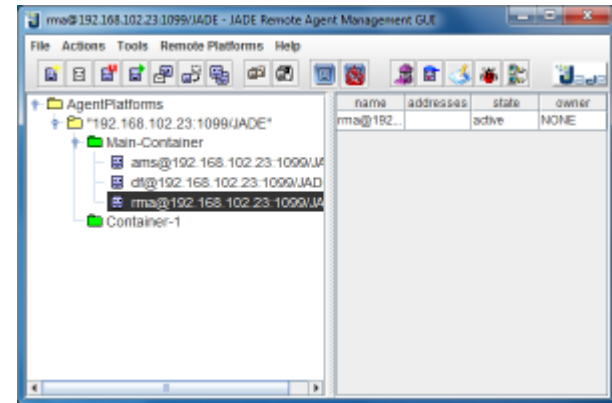 rma@192.168.102.23:1099/JADE - JADE Remote Agent Management GUI
File Actions Tools Remote Platforms Help
AgentPlatforms
"192.168.102.23:1099/JADE"
Main-Container
ams@192.168.102.23:1099/JA
df@192.168.102.23:1099/JAD
rma@192.168.102.23:1099/JA
Container-1
name addresses state owner
rma@192... active NONE